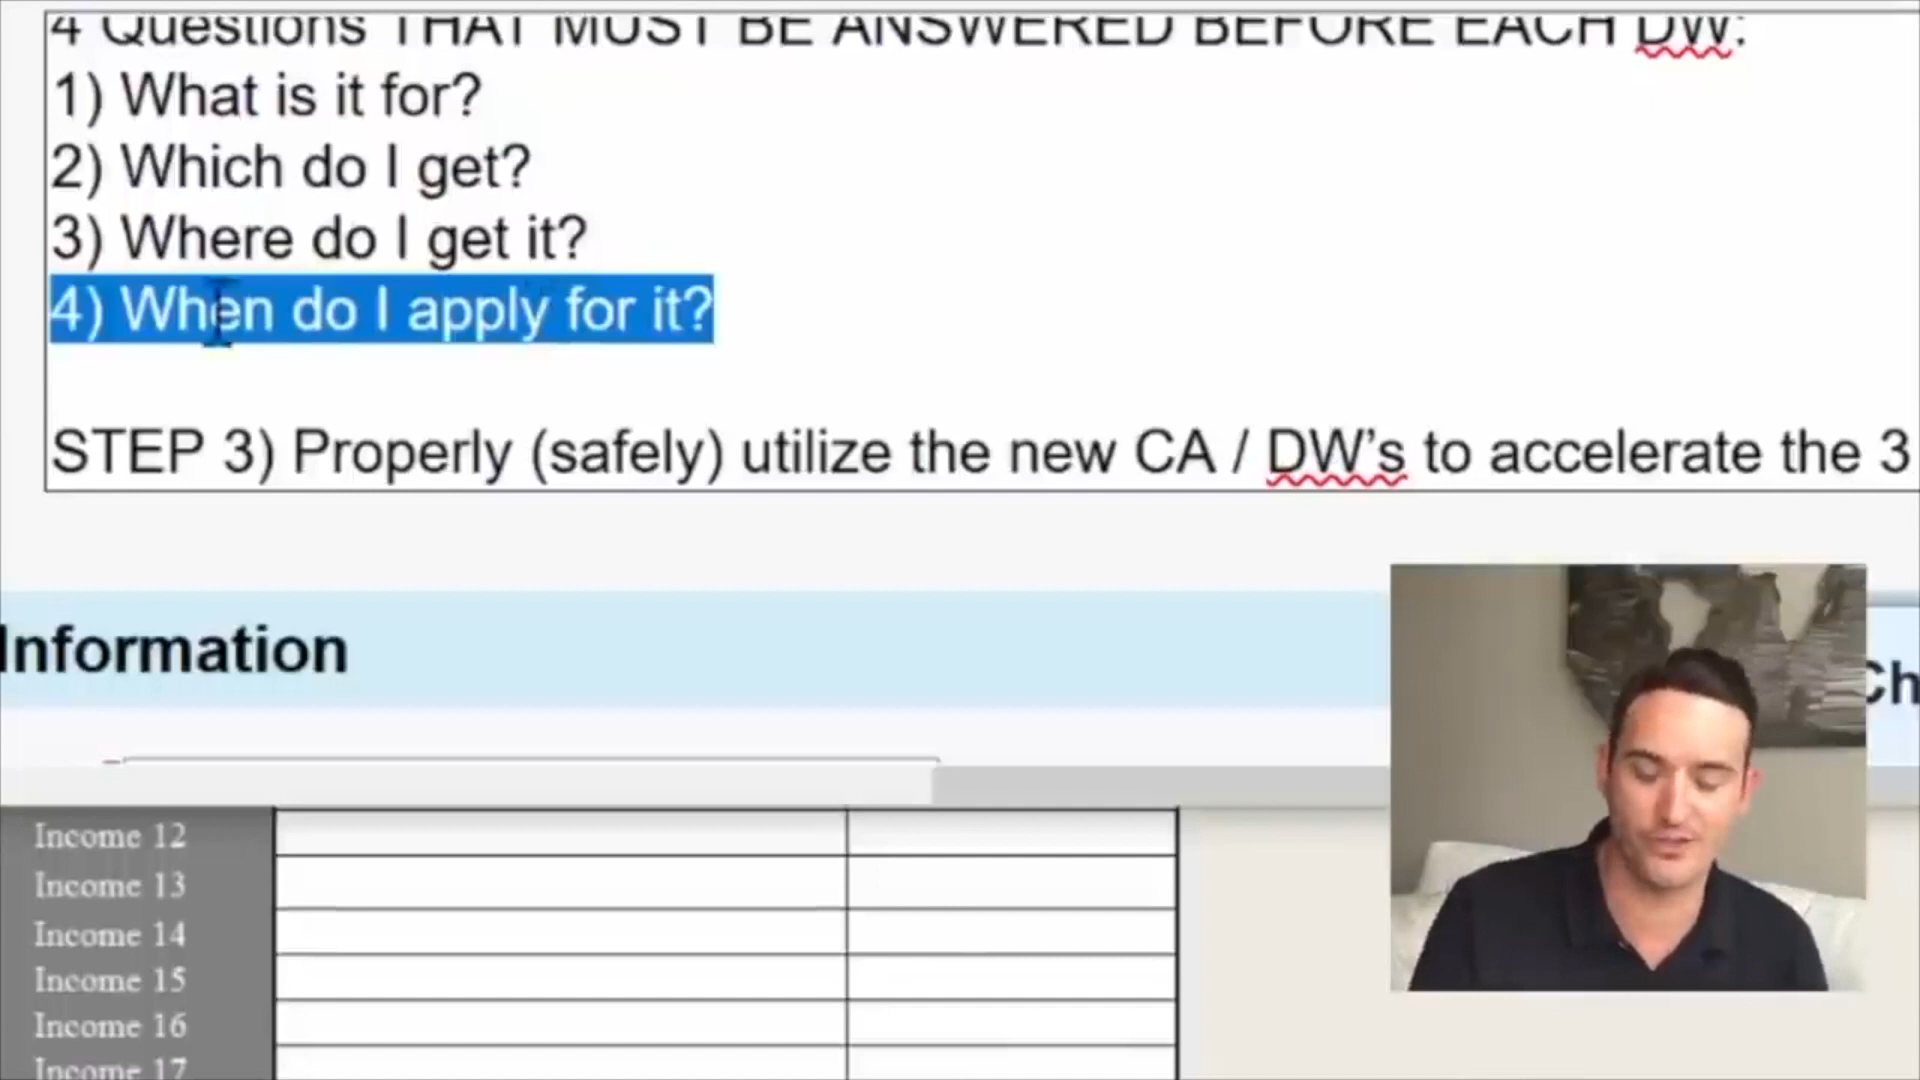 4 Questions THAT MUST BE ANSWERED BEFORE EACH DW:
1) What is it for?
2) Which do I get?
3) Where do I get it?
4) When do I apply for it?
STEP 3) Properly (safely) utilize the new CA / DW's to accelerate the 3
Information
Ch
Income 12
Income 13
Income 14
Income 15
Income 16
Income 17